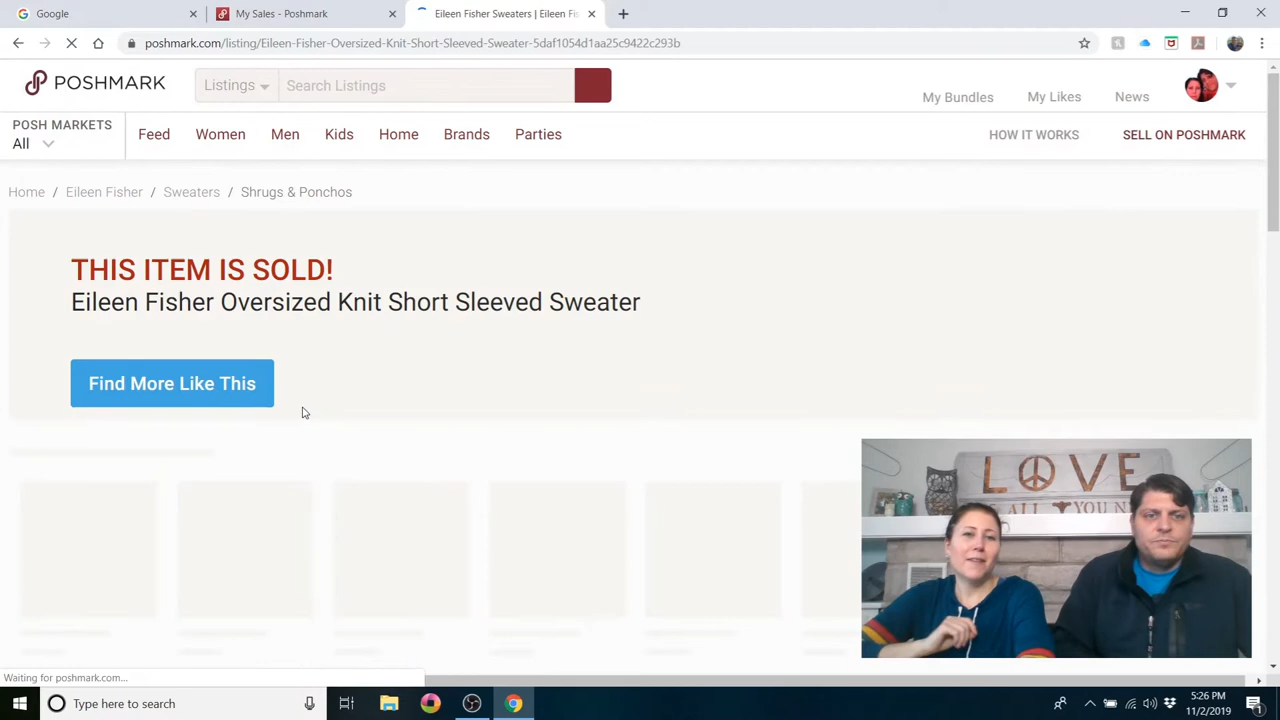 Google
My Sales - Poshmark
Eileen Fisher Sweaters | Eileen Fis
poshmark.com/listing/Eileen-Fisher-Oversized-Knit-Short-Sleeved-Sweater-5daf1054d1aa25c9422c293b
POSHMARK
Listings
Search Listings
My Bundles
My Likes
News
POSH MARKETS
All
Feed
Women
Men
Kids
Home
Brands
Parties
HOW IT WORKS
SELL ON POSHMARK
Home / Eileen Fisher / Sweaters / Shrugs & Ponchos
THIS ITEM IS SOLD!
Eileen Fisher Oversized Knit Short Sleeved Sweater
Find More Like This
LOVE
ALL YOU N
Waiting for poshmark.com...
Type here to search
5:26 PM
11/2/2019
1